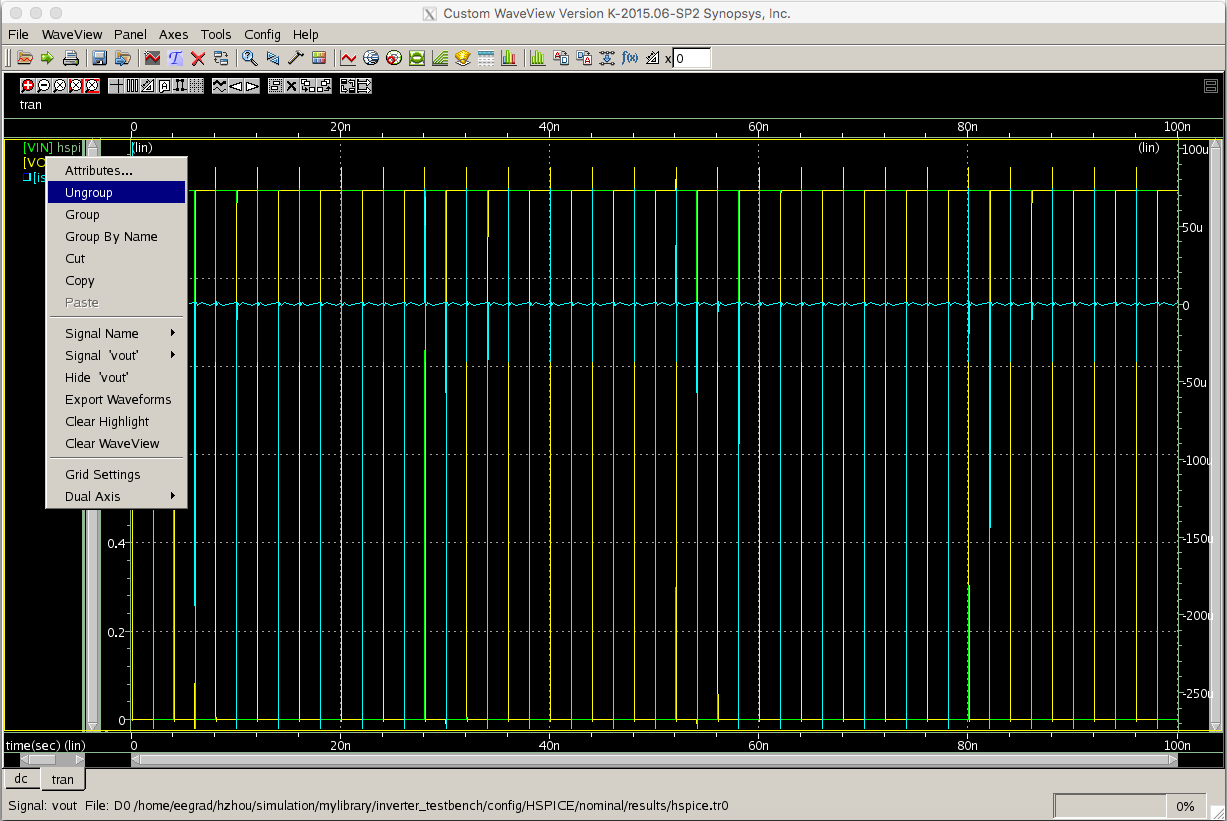 Custom WaveView Version K-2015.06-SP2 Synopsys, Inc.
File WaveView Panel Axes Tools Config Help
x 0
tran
0 20n 40n 60n 80n 100n
[VIN] hspi (lin) (lin) 100u
[VO
[is
Attributes...
Ungroup
Group
Group By Name
Cut
Copy
Paste
Signal Name
Signal 'vout'
Hide 'vout'
Export Waveforms
Clear Highlight
Clear WaveView
Grid Settings
Dual Axis
50u
0
-50u
-100u
0.4
-150u
-200u
0.2
-250u
0
time(sec) (lin) 0 20n 40n 60n 80n 100n
dc tran
Signal: vout File: D0 /home/eegrad/hzhou/simulation/mylibrary/inverter_testbench/config/HSPICE/nominal/results/hspice.tr0 0%